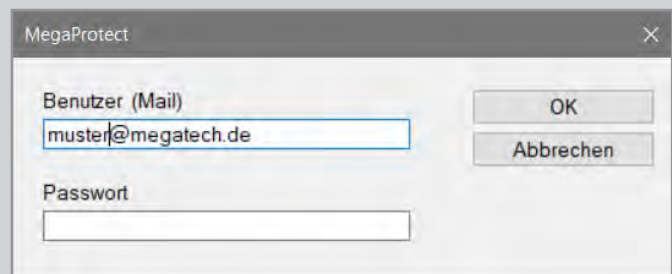 MegaProtect
Benutzer (Mail)
muster@megatech.de
OK
Abbrechen
Passwort